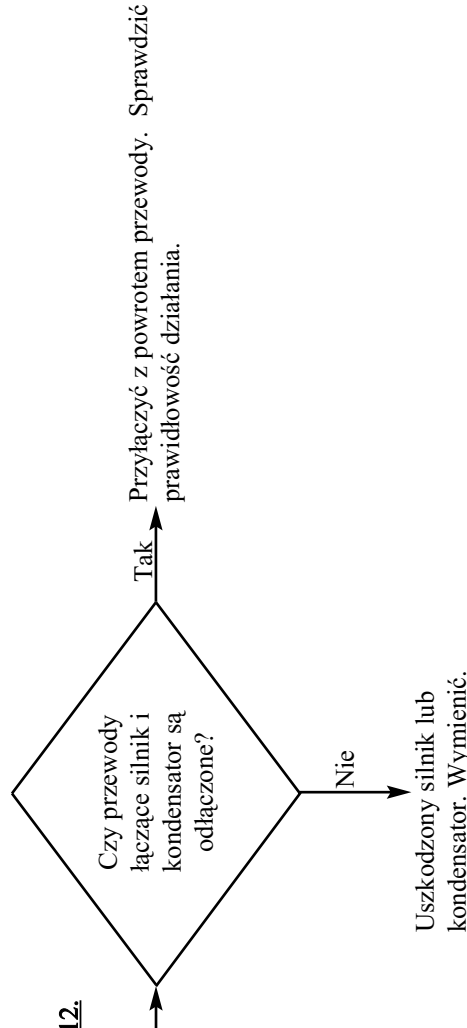 12.
Czy przewody
łączące silnik i
kondensator są
odłączone?
Tak
Przyłączyć z powrotem przewody. Sprawdzić
prawidłowość działania.
Nie
Uszkodzony silnik lub
kondensator. Wymienić.